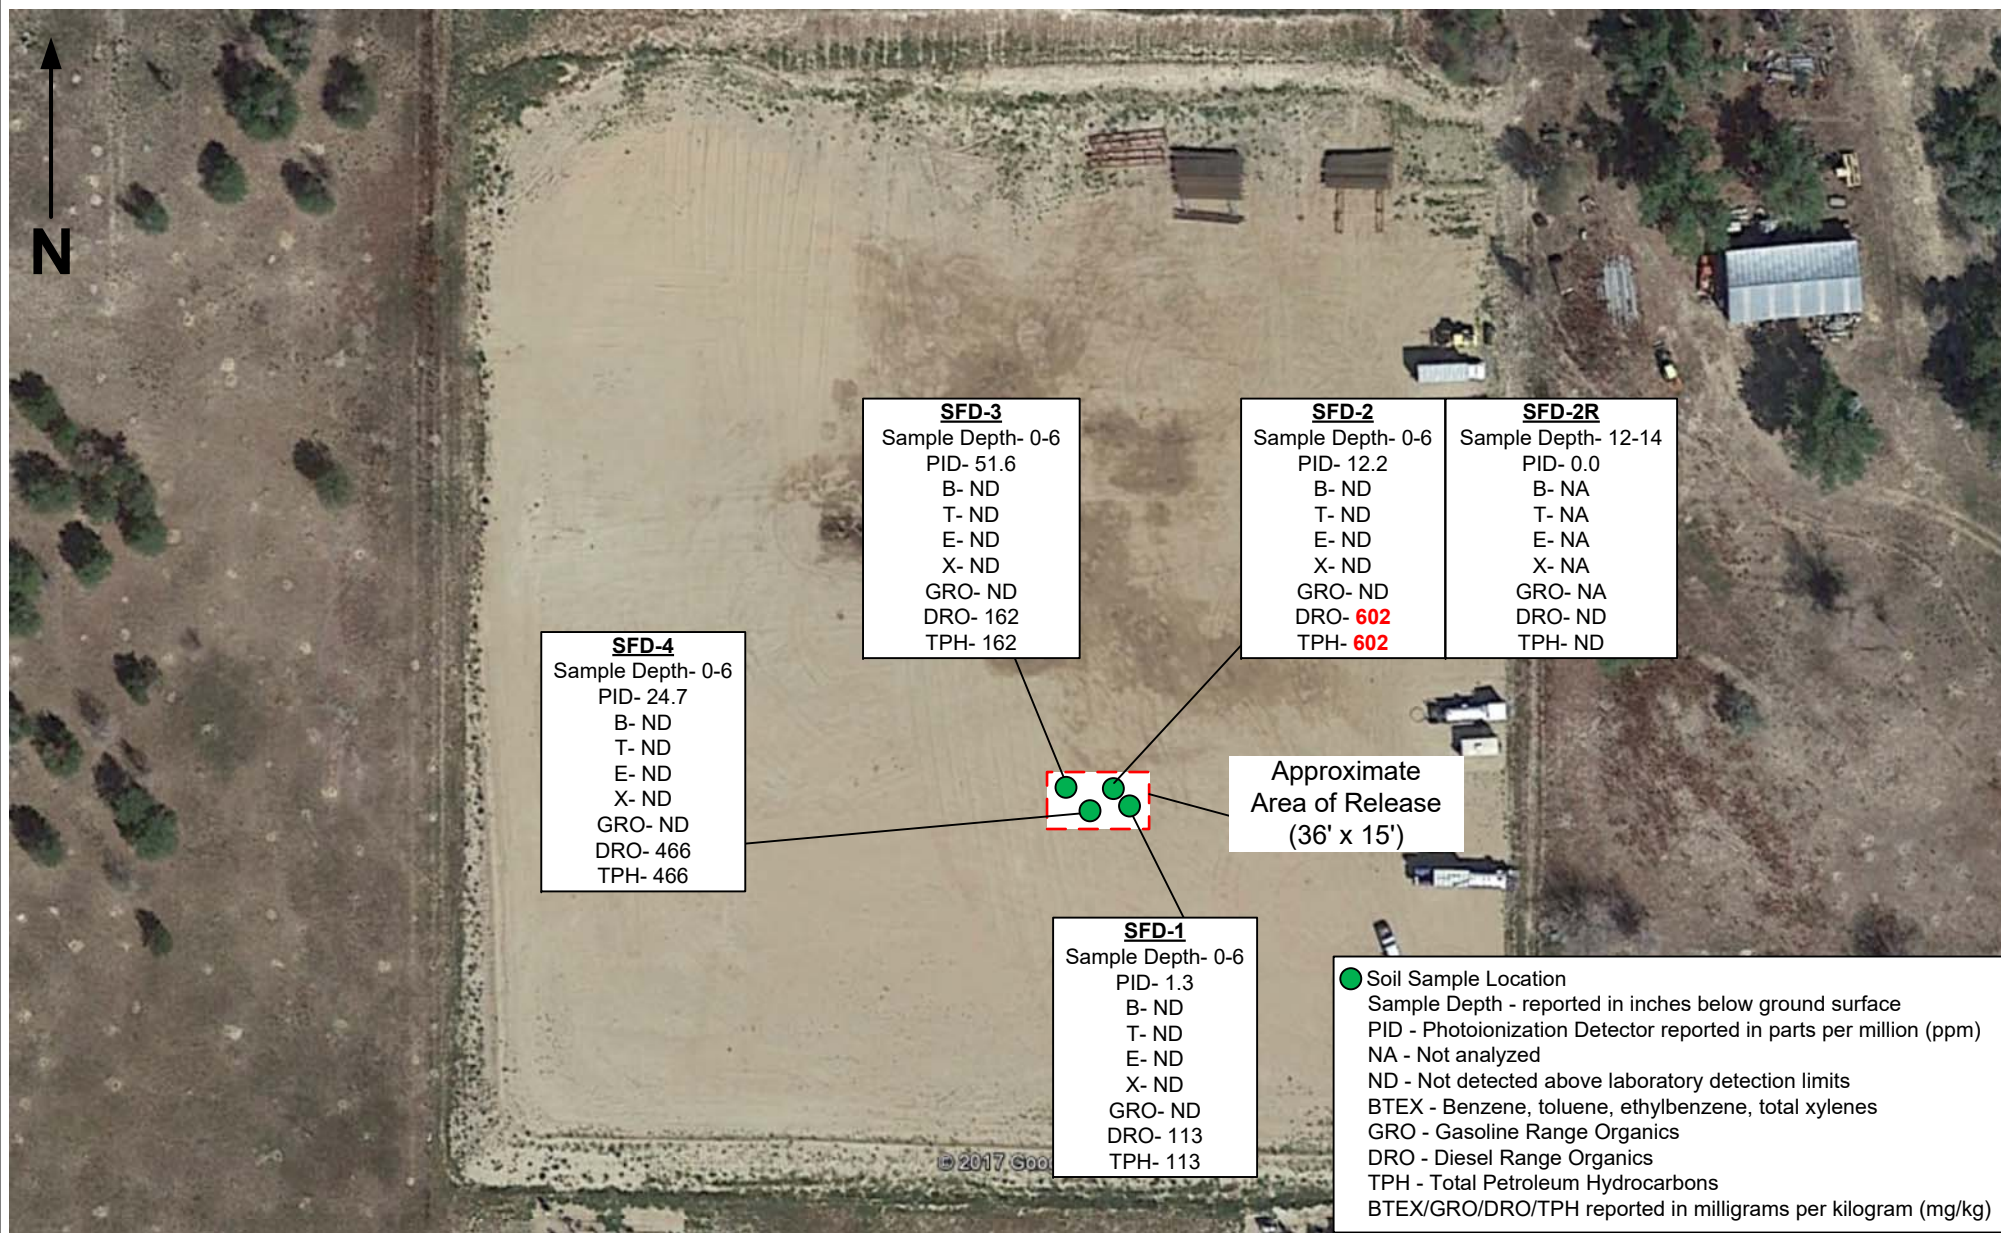 N
SFD-3
Sample Depth- 0-6
PID- 51.6
B- ND
T- ND
E- ND
X- ND
GRO- ND
DRO- 162
TPH- 162
SFD-2
Sample Depth- 0-6
PID- 12.2
B- ND
T- ND
E- ND
X- ND
GRO- ND
DRO- 602
TPH- 602
SFD-2R
Sample Depth- 12-14
PID- 0.0
B- NA
T- NA
E- NA
X- NA
GRO- NA
DRO- ND
TPH- ND
SFD-4
Sample Depth- 0-6
PID- 24.7
B- ND
T- ND
E- ND
X- ND
GRO- ND
DRO- 466
TPH- 466
Approximate
Area of Release
(36' x 15')
SFD-1
Sample Depth- 0-6
PID- 1.3
B- ND
T- ND
E- ND
X- ND
GRO- ND
DRO- 113
TPH- 113
Soil Sample Location
Sample Depth - reported in inches below ground surface
PID - Photoionization Detector reported in parts per million (ppm)
NA - Not analyzed
ND - Not detected above laboratory detection limits
BTEX - Benzene, toluene, ethylbenzene, total xylenes
GRO - Gasoline Range Organics
DRO - Diesel Range Organics
TPH - Total Petroleum Hydrocarbons
BTEX/GRO/DRO/TPH reported in milligrams per kilogram (mg/kg)
© 2017